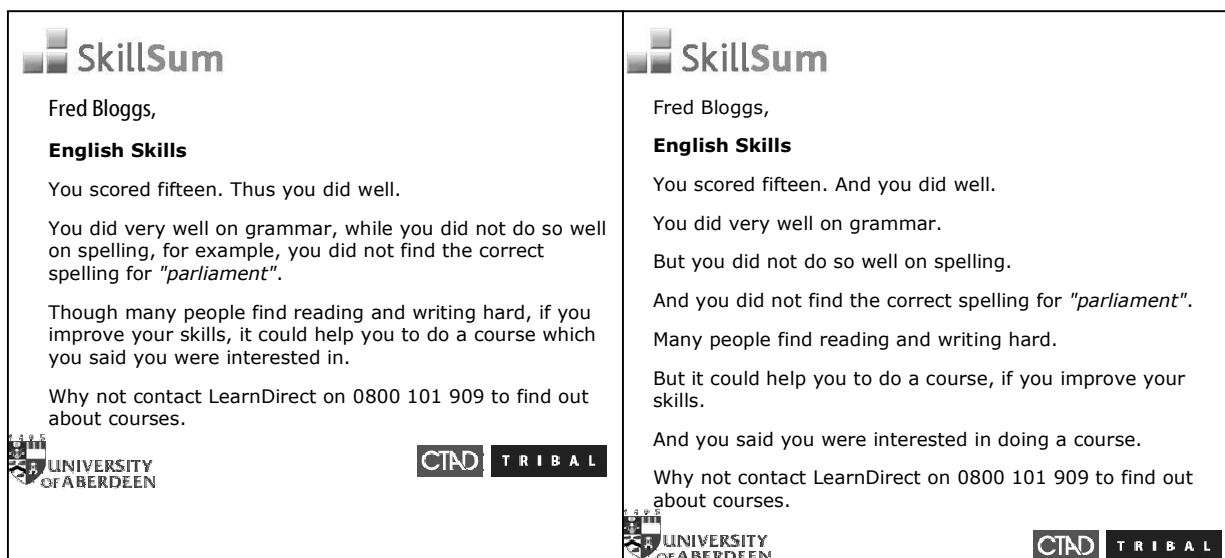 SkillSum
Fred Bloggs,
English Skills
You scored fifteen. Thus you did well.
You did very well on grammar, while you did not do so well
on spelling, for example, you did not find the correct
spelling for "parliament".
Though many people find reading and writing hard, if you
improve your skills, it could help you to do a course which
you said you were interested in.
Why not contact LearnDirect on 0800 101 909 to find out
about courses.
1495
UNIVERSITY
OF ABERDEEN
CTAD TRIBAL
SkillSum
Fred Bloggs,
English Skills
You scored fifteen. And you did well.
You did very well on grammar.
But you did not do so well on spelling.
And you did not find the correct spelling for "parliament".
Many people find reading and writing hard.
But it could help you to do a course, if you improve your
skills.
And you said you were interested in doing a course.
Why not contact LearnDirect on 0800 101 909 to find out
about courses.
1495
UNIVERSITY
OF ABERDEEN
CTAD TRIBAL